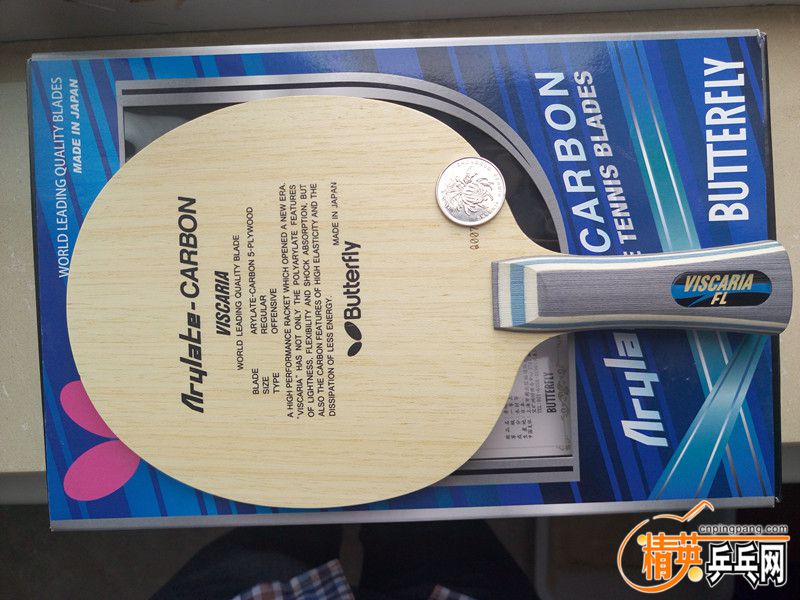 WORLD LEADING QUALITY BLADES
MADE IN JAPAN
Arylate-CARBON
VISCARIA
WORLD LEADING QUALITY BLADE
BLADE ARYLATE-CARBON 5-PLYWOOD
SIZE REGULAR
TYPE OFFENSIVE
A HIGH PERFORMANCE RACKET WHICH OPENED A NEW ERA.
"VISCARIA" HAS NOT ONLY THE POLYARYLATE FEATURES
OF LIGHTNESS, FLEXIBILITY AND SHOCK ABSORPTION, BUT
ALSO THE CARBON FEATURES OF HIGH ELASTICITY AND THE
DISSIPATION OF LESS ENERGY.
MADE IN JAPAN
Butterfly
VISCARIA
FL
CARBON
E TENNIS BLADES
BUTTERFLY
Aryla
BUTTERFLY
cnpingpang.com
精英乒乓网